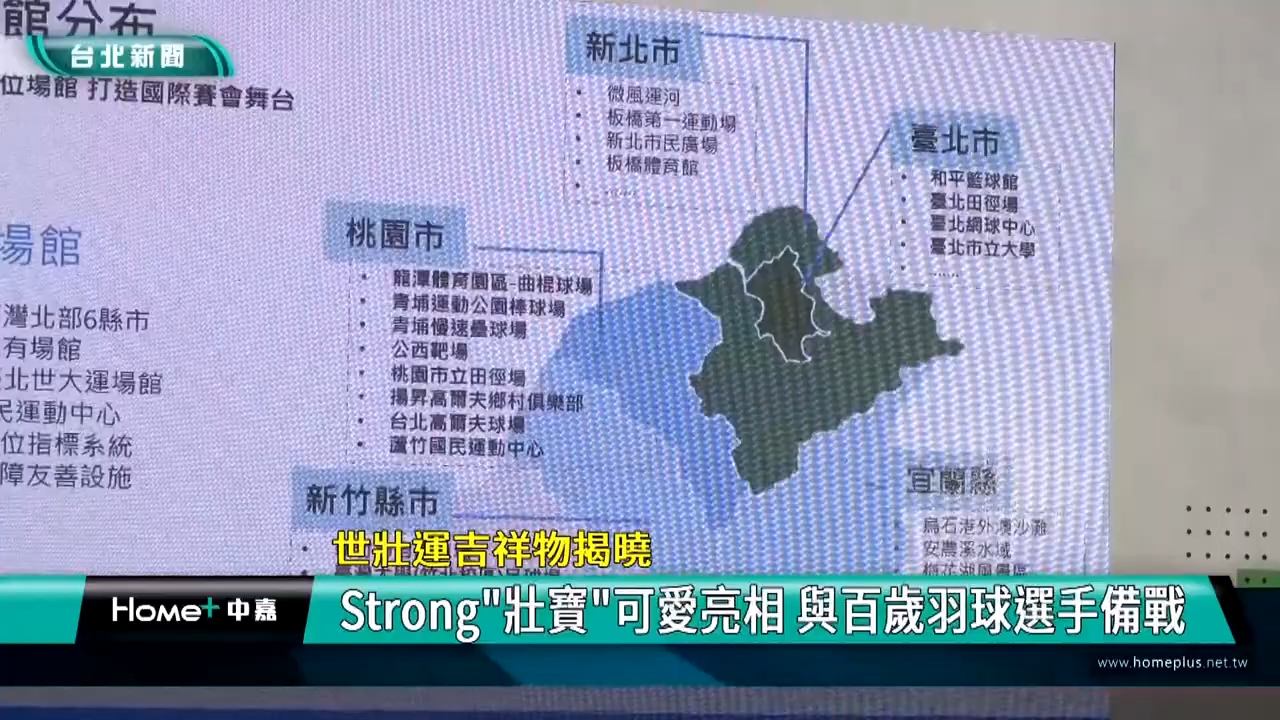 館分布
台北新聞
位場館 打造國際賽會舞台
新北市
• 微風運河
• 板橋第一運動場
• 新北市民廣場
• 板橋體育館
• ......
臺北市
• 和平籃球館
• 臺北田徑場
• 臺北網球中心
• 臺北市立大學
• ......
桃園市
• 龍潭體育園區-曲棍球場
• 青埔運動公園棒球場
• 青埔慢速壘球場
• 公西靶場
• 桃園市立田徑場
• 揚昇高爾夫鄉村俱樂部
• 台北高爾夫球場
• 蘆竹國民運動中心
場館
灣北部6縣市
有場館
北世大運場館
民運動中心
位指標系統
障友善設施
新竹縣市
宜蘭縣
烏石港外澳沙灘
安農溪水域
梅花湖風景區
世壯運吉祥物揭曉
Home+中嘉
Strong"壯寶"可愛亮相 與百歲羽球選手備戰
www.homeplus.net.tw